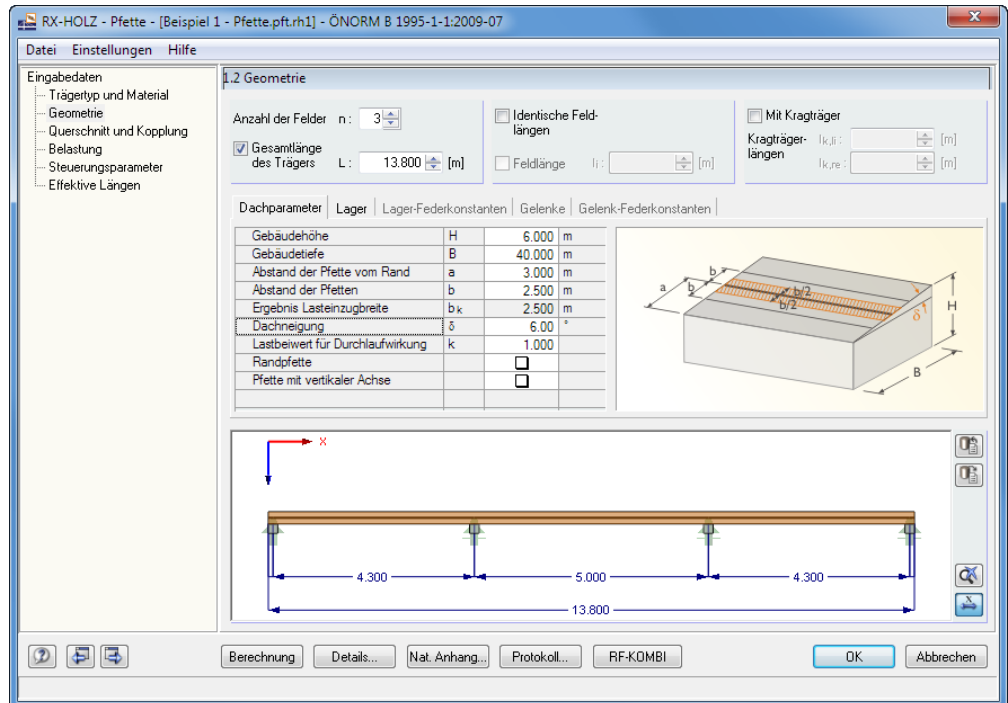 RX-HOLZ - Pfette - [Beispiel 1 - Pfette.pft.rh1] - ÖNORM B 1995-1-1:2009-07
x
Datei Einstellungen Hilfe
Eingabedaten
Trägertyp und Material
Geometrie
Querschnitt und Kopplung
Belastung
Steuerungsparameter
Effektive Längen
1.2 Geometrie
Anzahl der Felder n : 3
Gesamtlänge
des Trägers L : 13.800 [m]
Identische Feld-
längen
Feldlänge li : [m]
Mit Kragträger
Kragträger- lk,li : [m]
längen lk,re : [m]
Dachparameter Lager Lager-Federkonstanten Gelenke Gelenk-Federkonstanten
Gebäudehöhe H 6.000 m
Gebäudetiefe B 40.000 m
Abstand der Pfette vom Rand a 3.000 m
Abstand der Pfetten b 2.500 m
Ergebnis Lasteinzugbreite bk 2.500 m
Dachneigung δ 6.00 °
Lastbeiwert für Durchlaufwirkung k 1.000
Randpfette
Pfette mit vertikaler Achse
a
b
b
b/2
b/2
δ
H
B
X
4.300 5.000 4.300
13.800
x
?
Berechnung Details... Nat. Anhang... Protokoll... RF-KOMBI OK Abbrechen